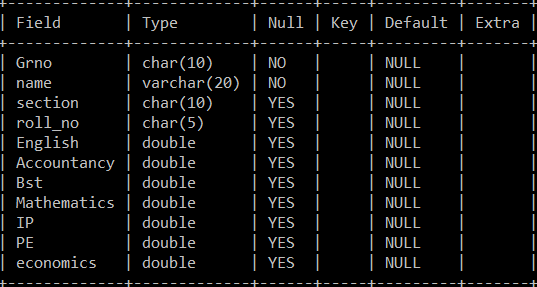 | Field | Type | Null | Key | Default | Extra |
| Grno | char(10) | NO | | NULL | |
| name | varchar(20) | NO | | NULL | |
| section | char(10) | YES | | NULL | |
| roll_no | char(5) | YES | | NULL | |
| English | double | YES | | NULL | |
| Accountancy | double | YES | | NULL | |
| Bst | double | YES | | NULL | |
| Mathematics | double | YES | | NULL | |
| IP | double | YES | | NULL | |
| PE | double | YES | | NULL | |
| economics | double | YES | | NULL | |